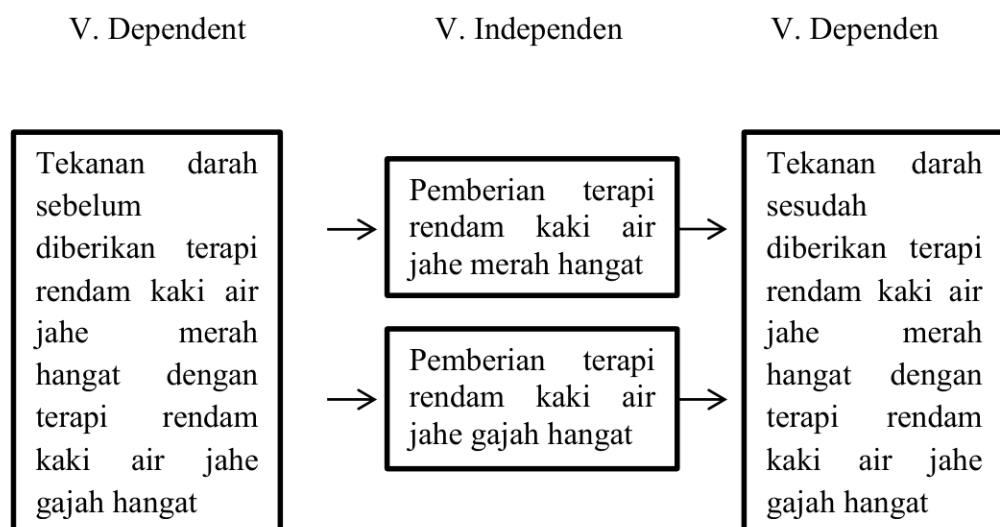 V. Dependent
V. Independen
V. Dependen
Tekanan darah
sebelum
diberikan terapi
rendam kaki air
jahe merah
hangat dengan
terapi rendam
kaki air jahe
gajah hangat
Pemberian terapi
rendam kaki air
jahe merah hangat
Pemberian terapi
rendam kaki air
jahe gajah hangat
Tekanan darah
sesudah
diberikan terapi
rendam kaki air
jahe merah
hangat dengan
terapi rendam
kaki air jahe
gajah hangat